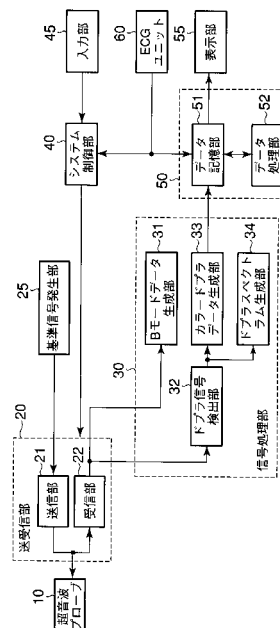 10
超音波
プローブ
20
送受信部
21
送信部
22
受信部
25
基準信号発生部
40
システム
制御部
45
入力部
60
ECG
ユニット
30
信号処理部
31
Bモードデータ
生成部
32
ドプラ信号
検出部
33
カラードプラ
データ生成部
34
ドプラスペクト
ラム生成部
50
51
データ
記憶部
52
データ
処理部
55
表示部